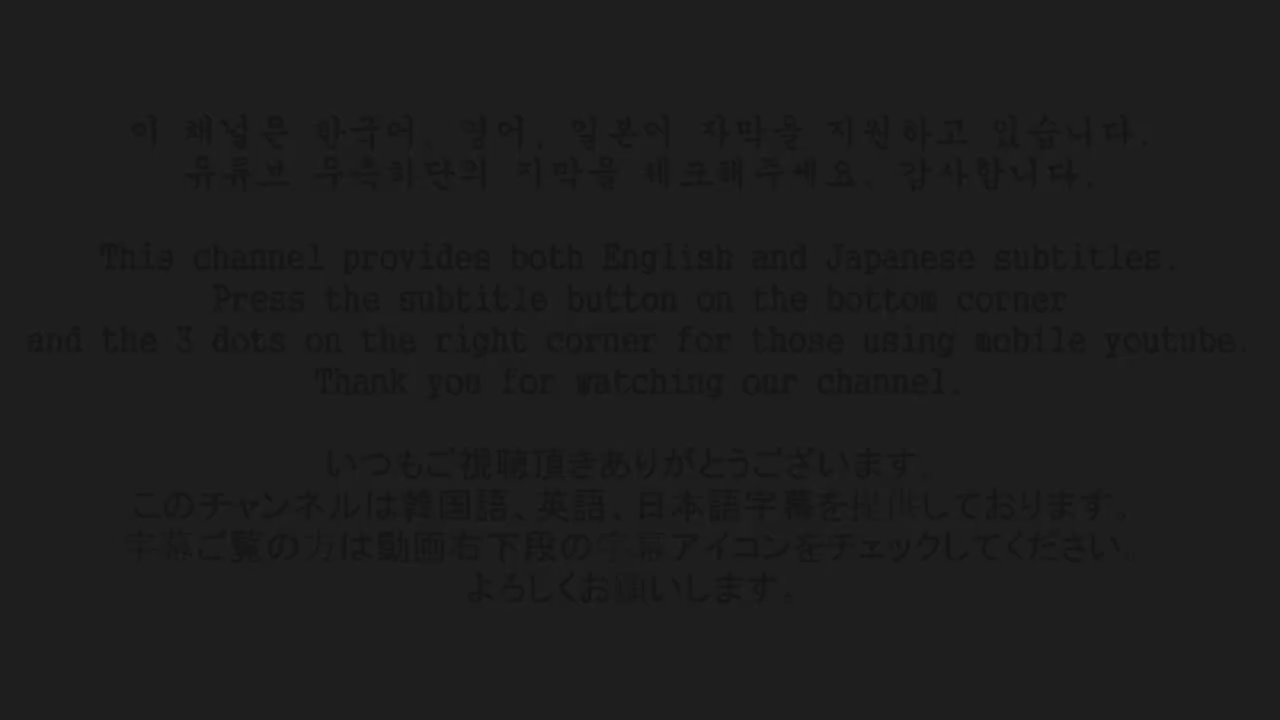 이 채널은 한국어, 영어, 일본어 자막을 지원하고 있습니다.
유튜브 우측하단의 자막을 체크해주세요. 감사합니다.
This channel provides both English and Japanese subtitles.
Press the subtitle button on the bottom corner
and the 3 dots on the right corner for those using mobile youtube.
Thank you for watching our channel.
いつもご視聴頂きありがとうございます。
このチャンネルは韓国語、英語、日本語字幕を提供しております。
字幕ご覧の方は動画右下段の字幕アイコンをチェックしてください。
よろしくお願いします。